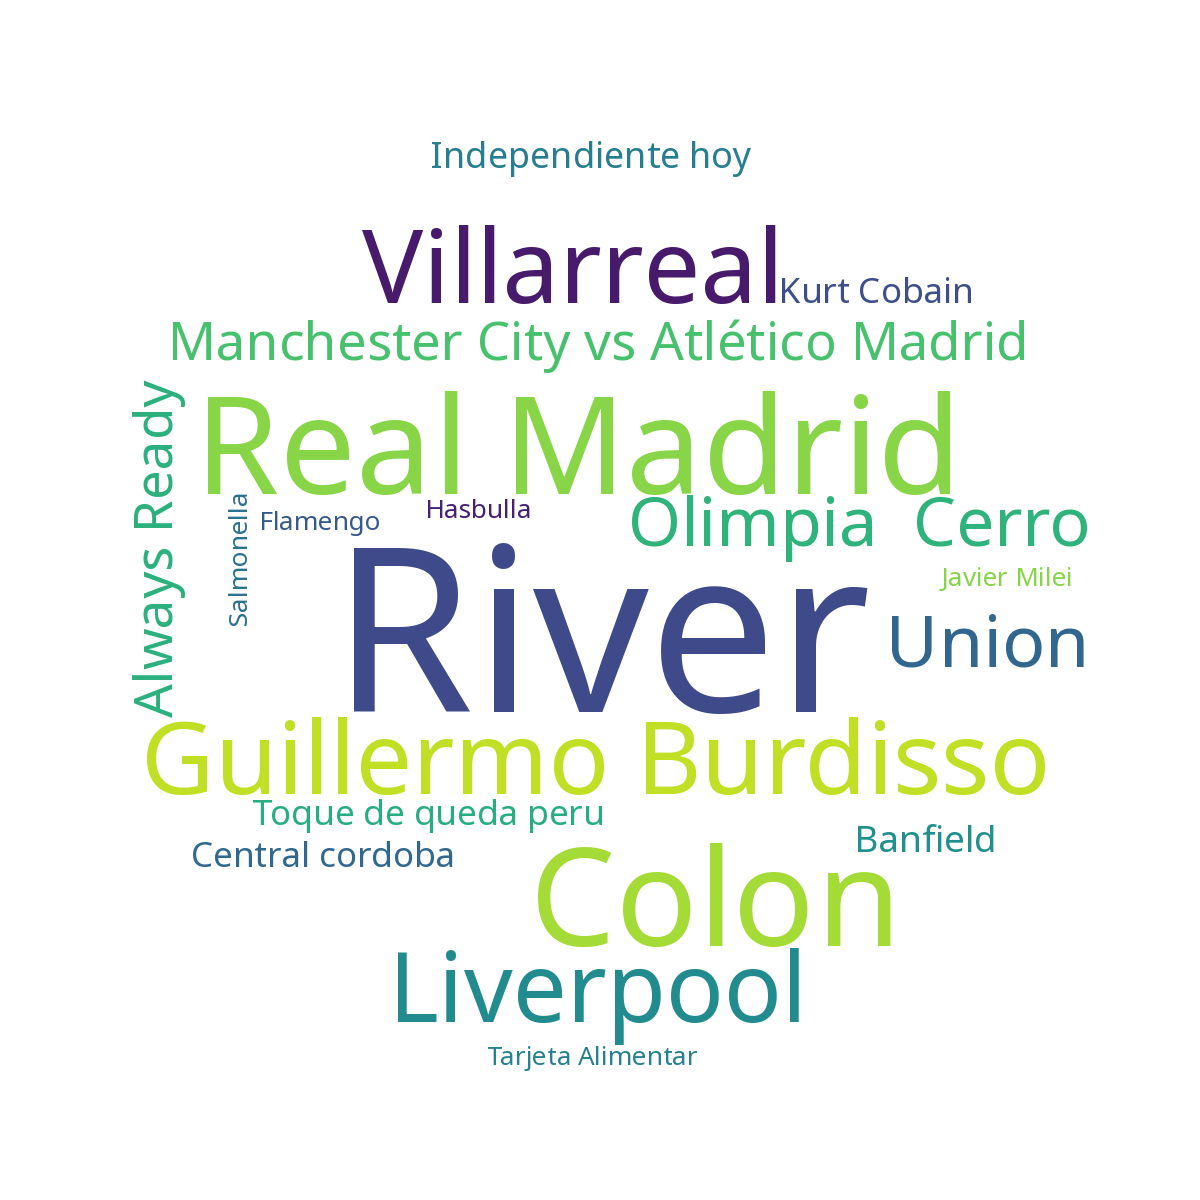 Independiente hoy
Villarreal
Kurt Cobain
Manchester City vs Atlético Madrid
Always Ready
Real Madrid
Salmonella
Flamengo
Hasbulla
Olimpia
Cerro
River
Javier Milei
Union
Guillermo Burdisso
Toque de queda peru
Central cordoba
Banfield
Colon
Liverpool
Tarjeta Alimentar